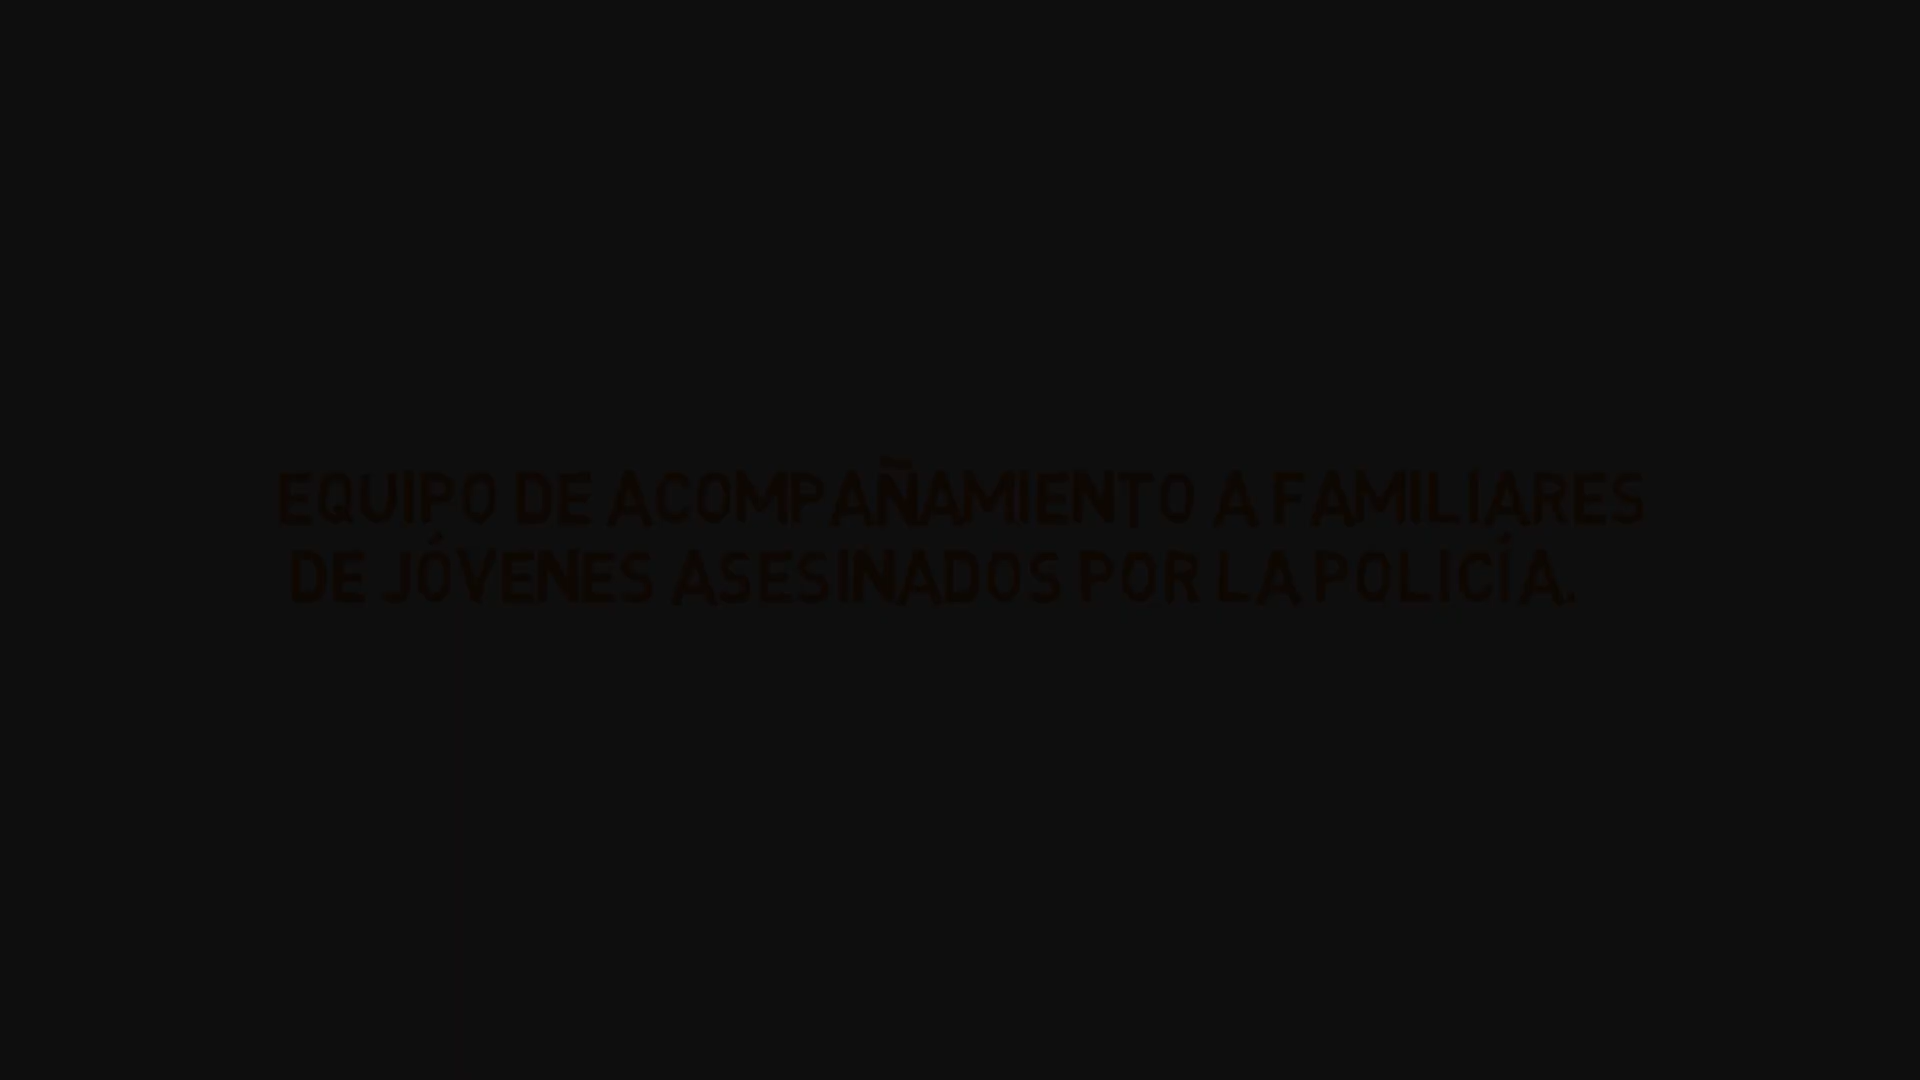 EQUIPO DE ACOMPAÑAMIENTO A FAMILIARES
DE JÓVENES ASESINADOS POR LA POLICÍA.